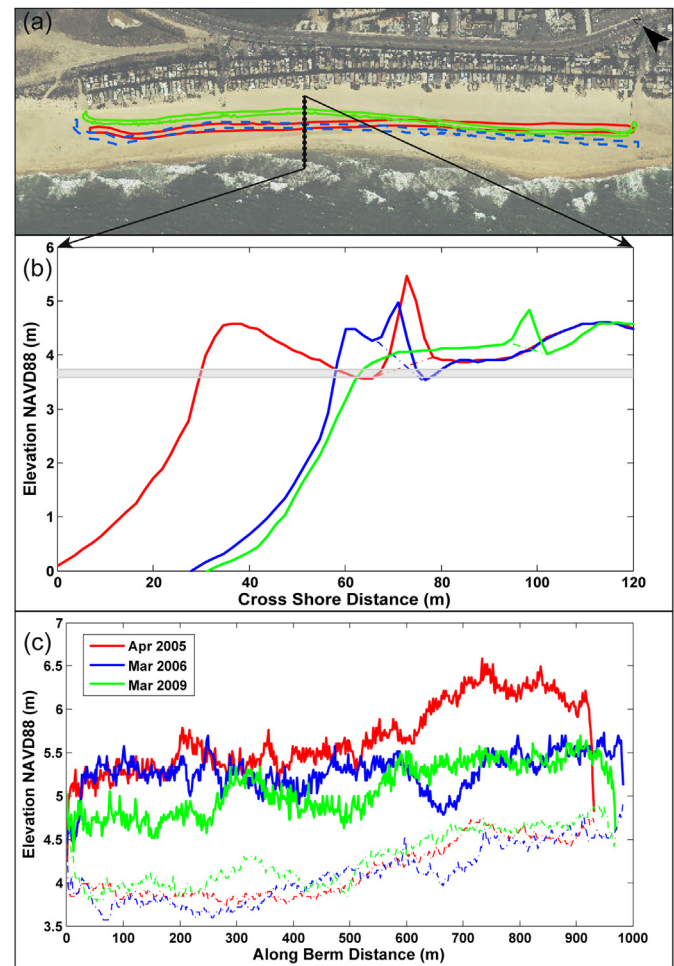 (a)
(b)
Elevation NAVD88 (m)
6
5
4
3
2
1
0
0 20 40 60 80 100 120
Cross Shore Distance (m)
(c)
Elevation NAVD88 (m)
7
6.5
6
5.5
5
4.5
4
3.5
Apr 2005
Mar 2006
Mar 2009
0 100 200 300 400 500 600 700 800 900 1000
Along Berm Distance (m)